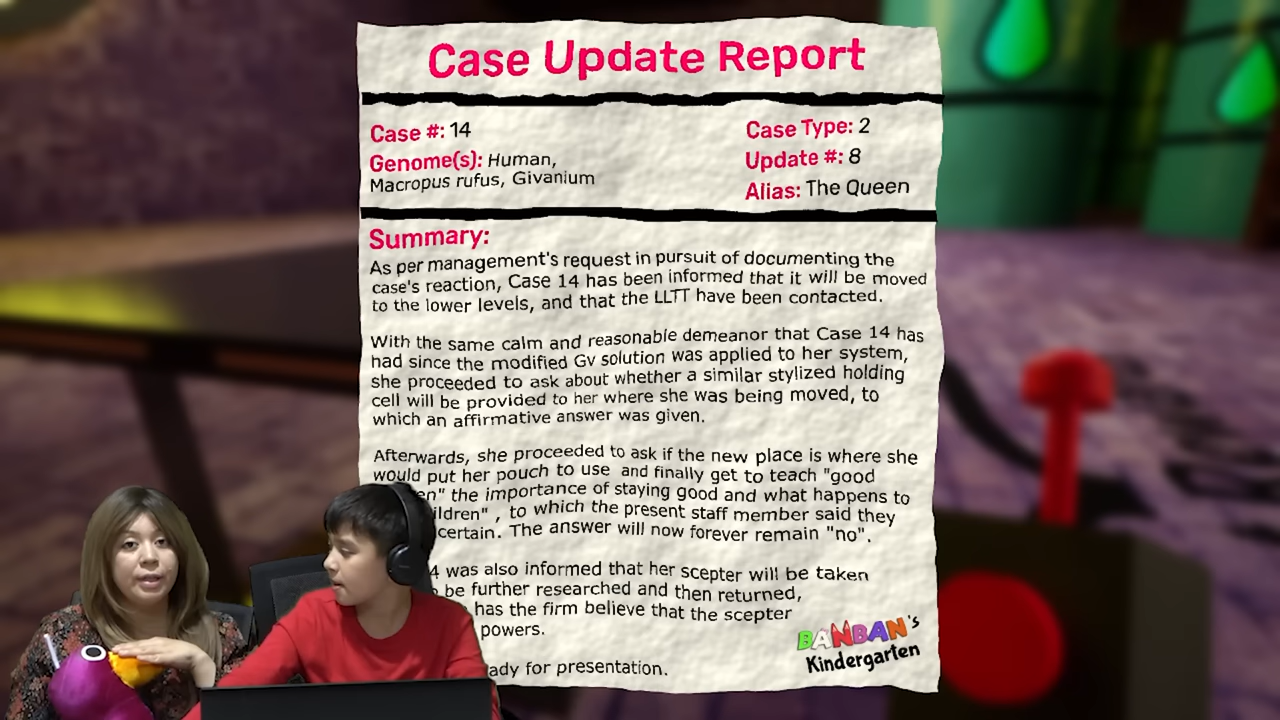 Case Update Report
Case #: 14
Genome(s): Human,
Macropus rufus, Givanium
Case Type: 2
Update #: 8
Alias: The Queen
Summary:
As per management's request in pursuit of documenting the
case's reaction, Case 14 has been informed that it will be moved
to the lower levels, and that the LLTT have been contacted.
With the same calm and reasonable demeanor that Case 14 has
had since the modified Gv solution was applied to her system,
she proceeded to ask about whether a similar stylized holding
cell will be provided to her where she was being moved, to
which an affirmative answer was given.
Afterwards, she proceeded to ask if the new place is where she
would put her pouch to use and finally get to teach "good
en" the importance of staying good and what happens to
ildren" , to which the present staff member said they
certain. The answer will now forever remain "no".
4 was also informed that her scepter will be taken
be further researched and then returned,
has the firm believe that the scepter
powers.
ady for presentation.
BANBAN's
Kindergarten